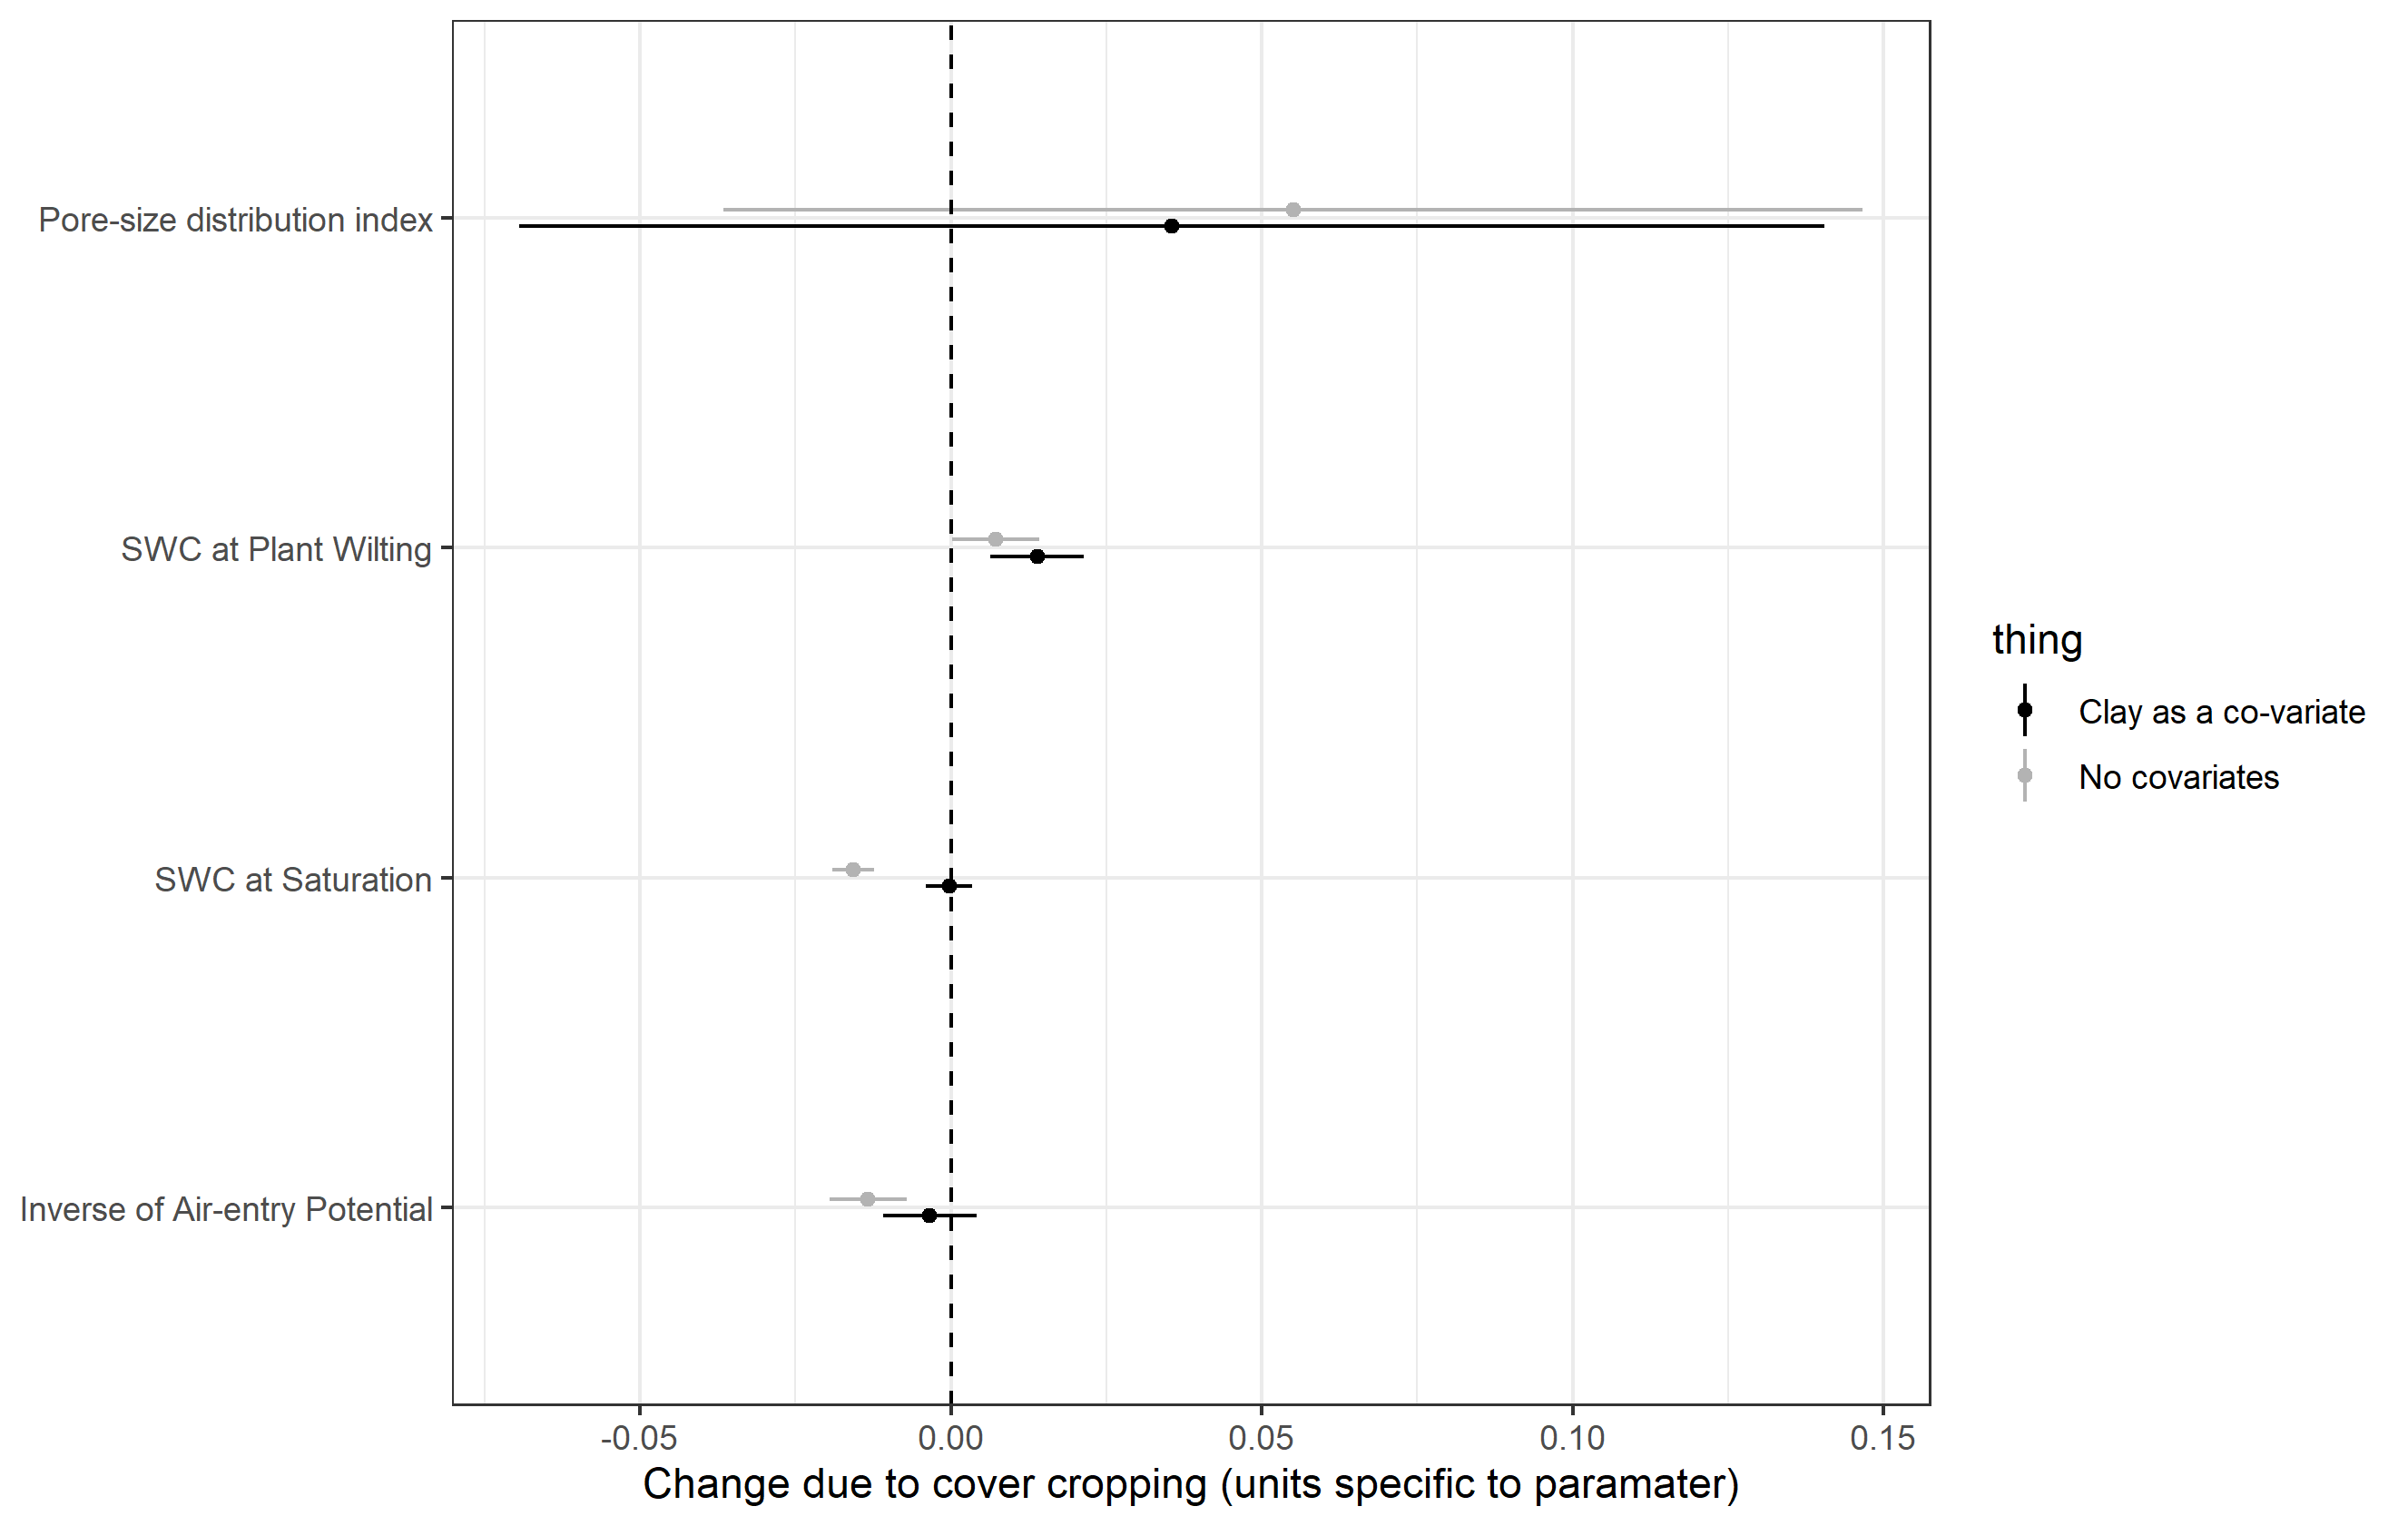 Pore-size distribution index
SWC at Plant Wilting
SWC at Saturation
Inverse of Air-entry Potential
-0.05 0.00 0.05 0.10 0.15
Change due to cover cropping (units specific to paramater)
thing
Clay as a co-variate
No covariates